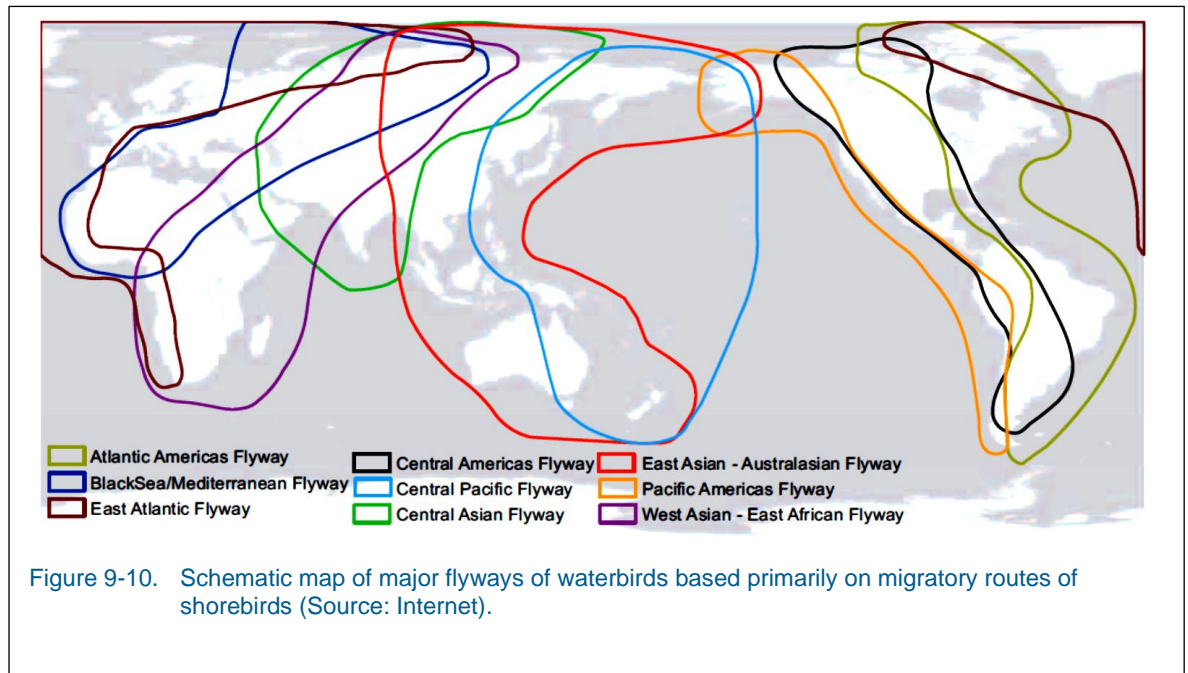 Atlantic Americas Flyway
BlackSea/Mediterranean Flyway
East Atlantic Flyway
Central Americas Flyway
Central Pacific Flyway
Central Asian Flyway
East Asian - Australasian Flyway
Pacific Americas Flyway
West Asian - East African Flyway
Figure 9-10. Schematic map of major flyways of waterbirds based primarily on migratory routes of
shorebirds (Source: Internet).